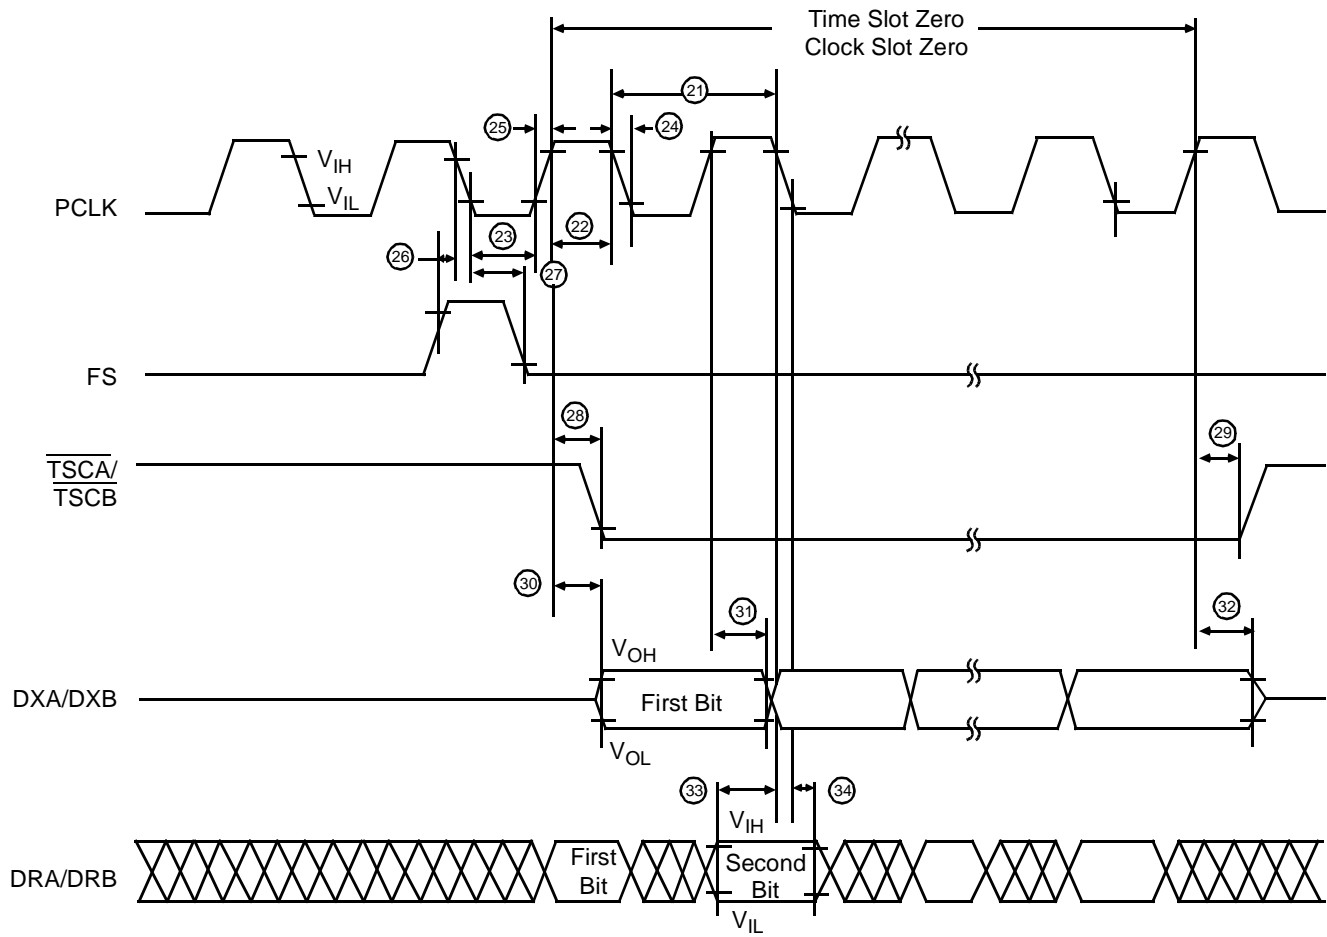 Time Slot Zero
Clock Slot Zero
21
25
24
VIH
VIL
PCLK
22
23
26
27
FS
28
29
TSCA/
TSCB
30
31
32
VOH
DXA/DXB
First Bit
VOL
33
34
VIH
DRA/DRB
First
Bit
Second
Bit
VIL